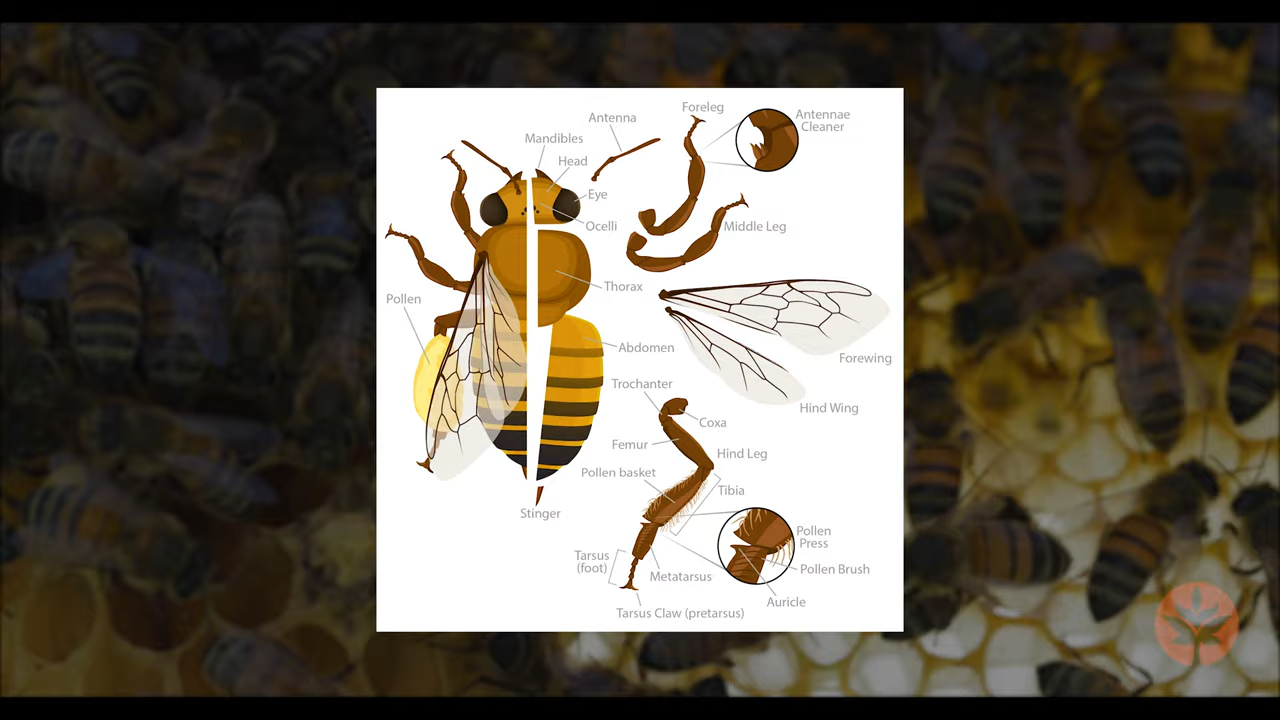 Foreleg
Antenna
Antennae
Cleaner
Mandibles
Head
Eye
Ocelli
Middle Leg
Thorax
Pollen
Abdomen
Forewing
Trochanter
Hind Wing
Coxa
Femur
Hind Leg
Pollen basket
Tibia
Stinger
Pollen
Press
Tarsus
(foot)
Pollen Brush
Metatarsus
Auricle
Tarsus Claw (pretarsus)